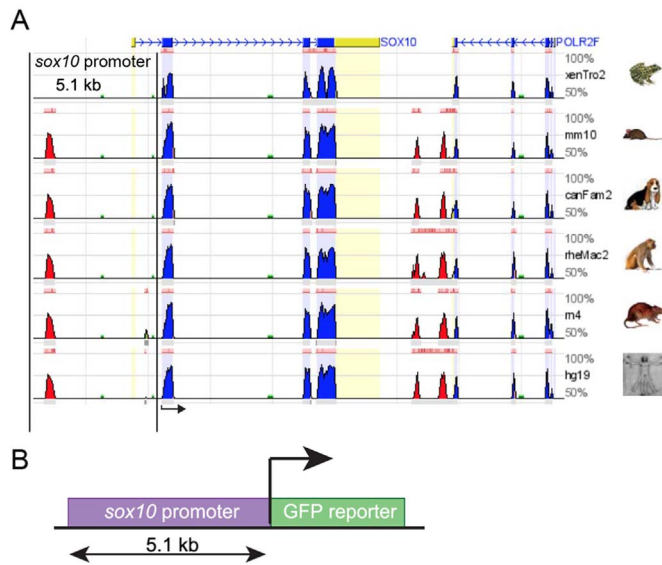 A
SOX10
POLR2F
sox10 promoter
5.1 kb
100%
xenTro2
50%
100%
mm10
50%
100%
canFam2
50%
100%
rheMac2
50%
100%
rn4
50%
100%
hg19
50%
B
sox10 promoter
GFP reporter
5.1 kb